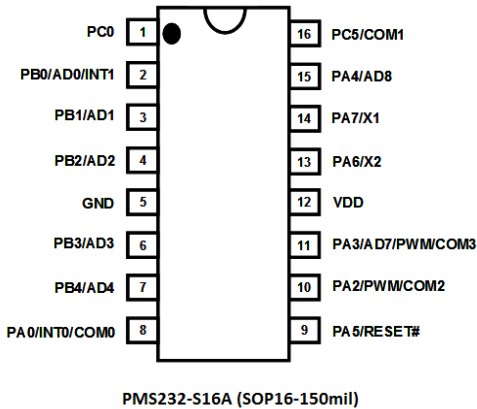 PC0 1 16 PC5/COM1
PB0/AD0/INT1 2 15 PA4/AD8
PB1/AD1 3 14 PA7/X1
PB2/AD2 4 13 PA6/X2
GND 5 12 VDD
PB3/AD3 6 11 PA3/AD7/PWM/COM3
PB4/AD4 7 10 PA2/PWM/COM2
PA0/INT0/COM0 8 9 PA5/RESET#
PMS232-S16A (SOP16-150mil)